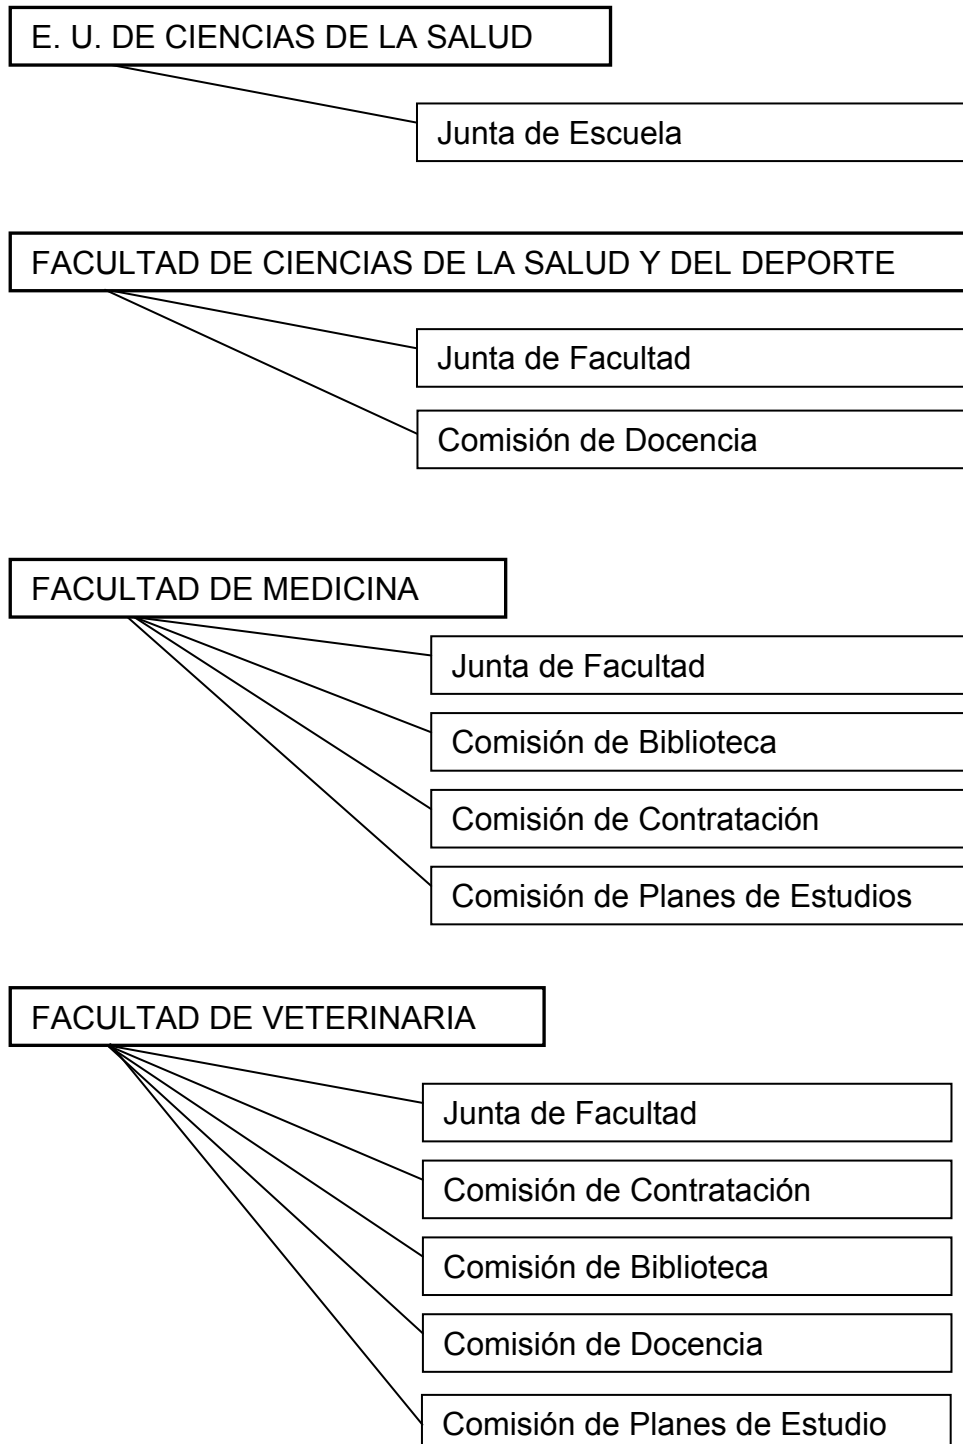 E. U. DE CIENCIAS DE LA SALUD
Junta de Escuela
FACULTAD DE CIENCIAS DE LA SALUD Y DEL DEPORTE
Junta de Facultad
Comisión de Docencia
FACULTAD DE MEDICINA
Junta de Facultad
Comisión de Biblioteca
Comisión de Contratación
Comisión de Planes de Estudios
FACULTAD DE VETERINARIA
Junta de Facultad
Comisión de Contratación
Comisión de Biblioteca
Comisión de Docencia
Comisión de Planes de Estudio